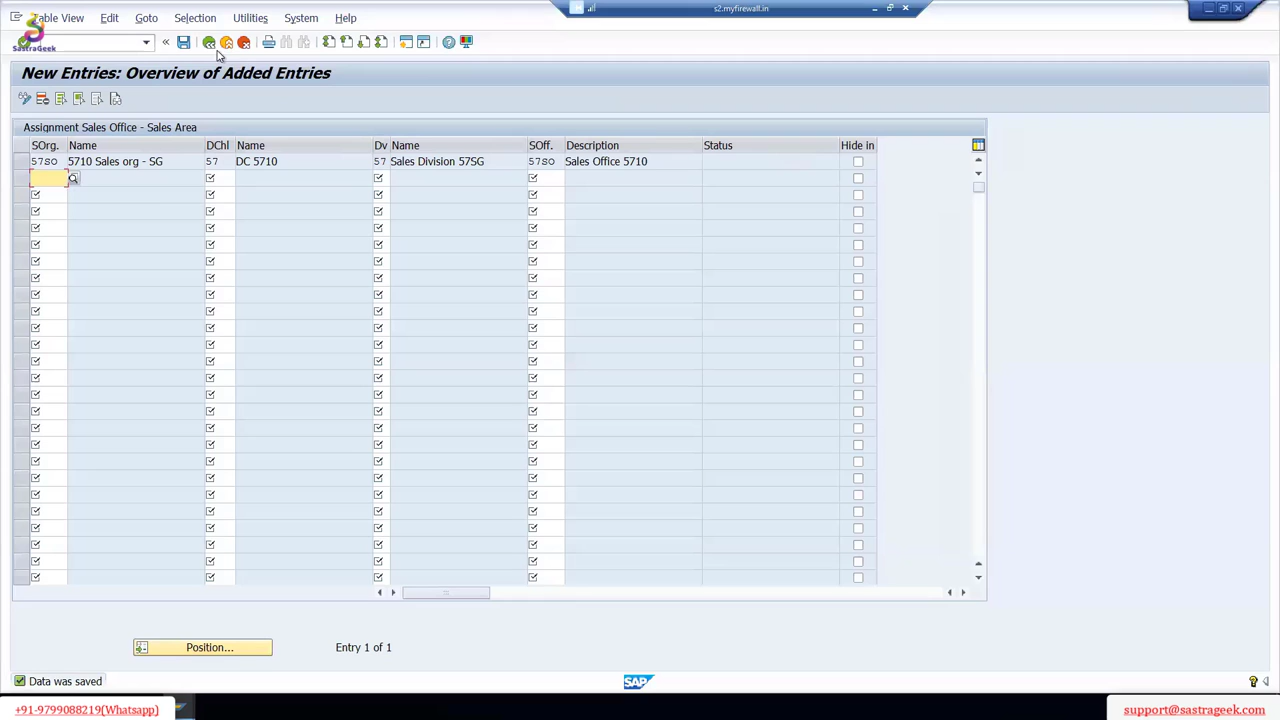 Table View Edit Goto Selection Utilities System Help
s2.myfirewall.in
SASTRAGEEK
New Entries: Overview of Added Entries
Assignment Sales Office - Sales Area
SOrg. Name DChl Name Dv Name SOff. Description Status Hide in
57SO 5710 Sales org - SG 57 DC 5710 57 Sales Division 57SG 57SO Sales Office 5710
Position... Entry 1 of 1
Data was saved
SAP
+91-9799088219(Whatsapp)
support@sastrageek.com